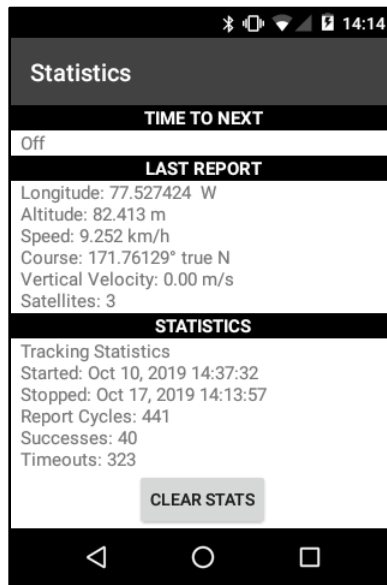 14:14
Statistics
TIME TO NEXT
Off
LAST REPORT
Longitude: 77.527424  W
Altitude: 82.413 m
Speed: 9.252 km/h
Course: 171.76129° true N
Vertical Velocity: 0.00 m/s
Satellites: 3
STATISTICS
Tracking Statistics
Started: Oct 10, 2019 14:37:32
Stopped: Oct 17, 2019 14:13:57
Report Cycles: 441
Successes: 40
Timeouts: 323
CLEAR STATS